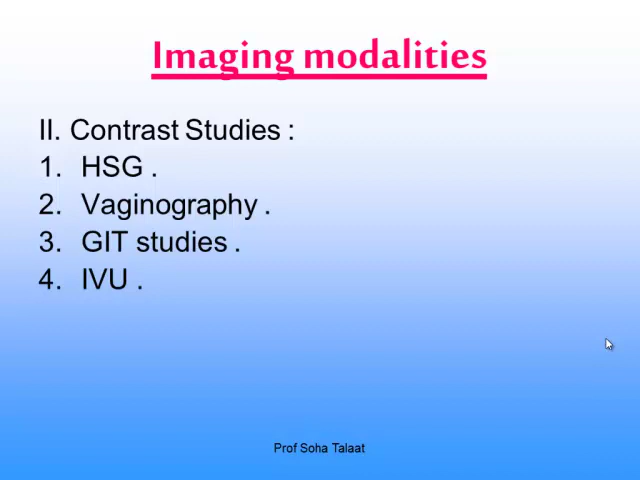 Imaging modalities
II. Contrast Studies :
1. HSG .
2. Vaginography .
3. GIT studies .
4. IVU .
Prof Soha Talaat